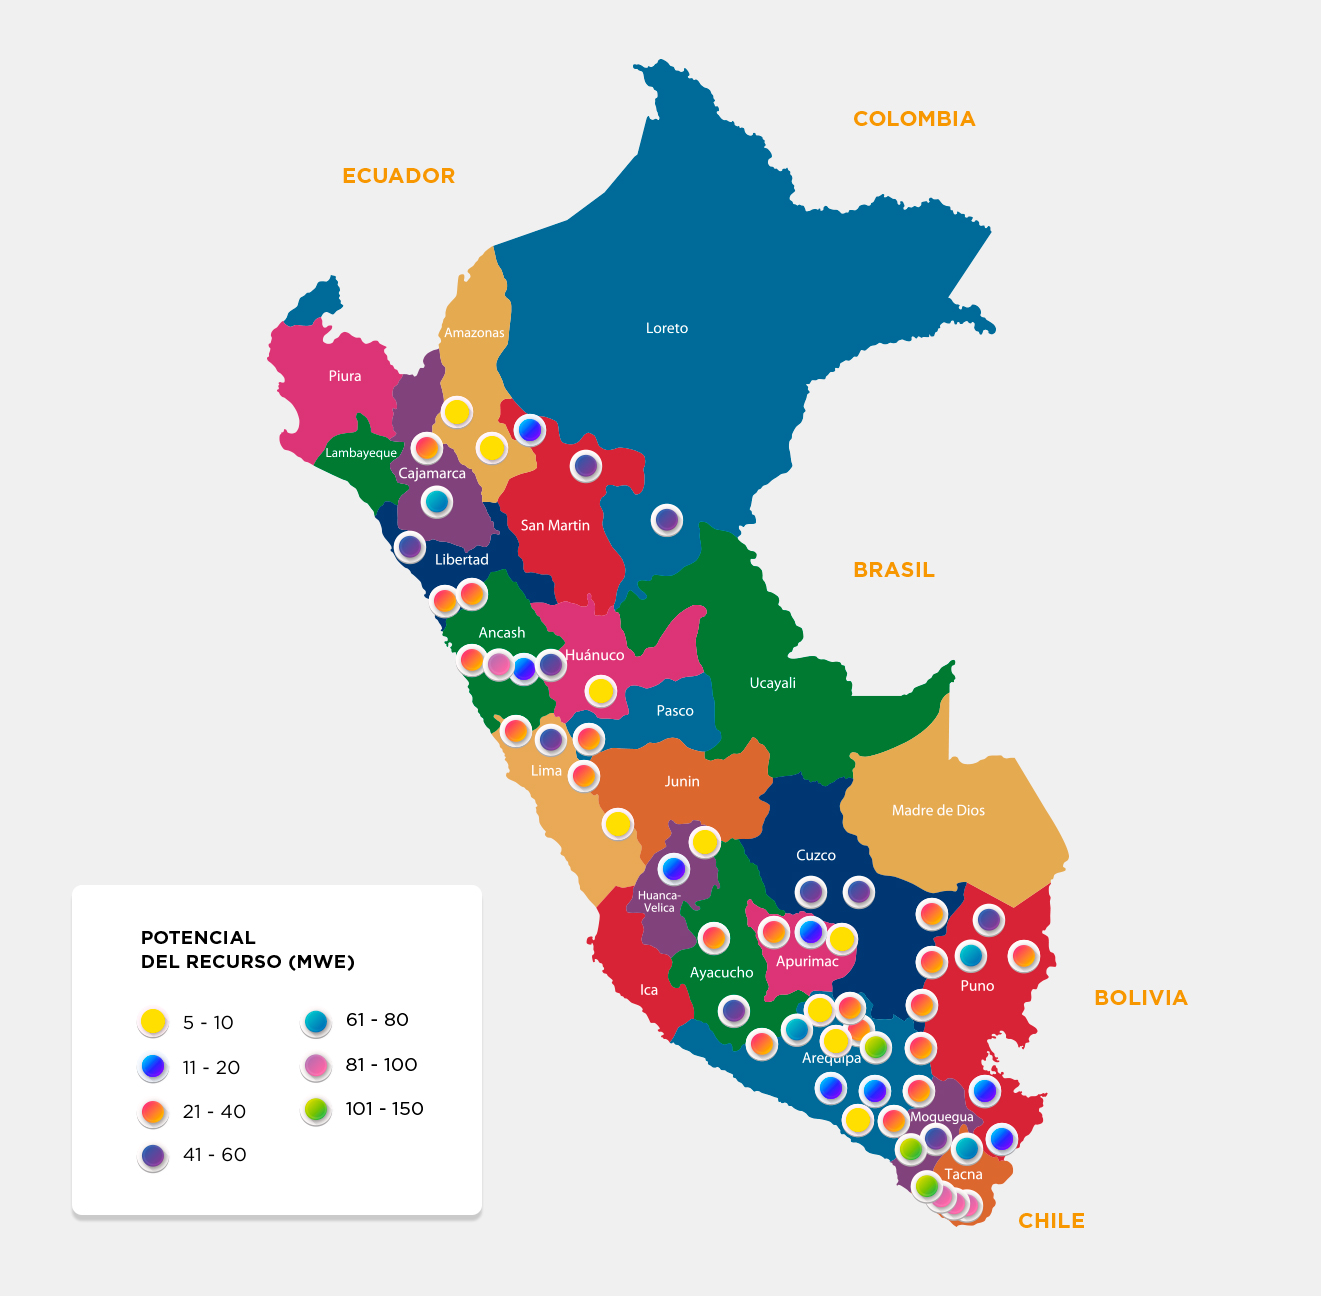 COLOMBIA
ECUADOR
Loreto
Amazonas
Piura
Lambayeque
Cajamarca
San Martin
Libertad
BRASIL
Ancash
Huánuco
Ucayali
Pasco
Lima
Junin
Madre de Dios
Cuzco
Huanca-
Velica
Apurimac
Ayacucho
Ica
Puno
BOLIVIA
Arequipa
Moquegua
Tacna
CHILE
POTENCIAL
DEL RECURSO (MWE)
5 - 10
11 - 20
21 - 40
41 - 60
61 - 80
81 - 100
101 - 150